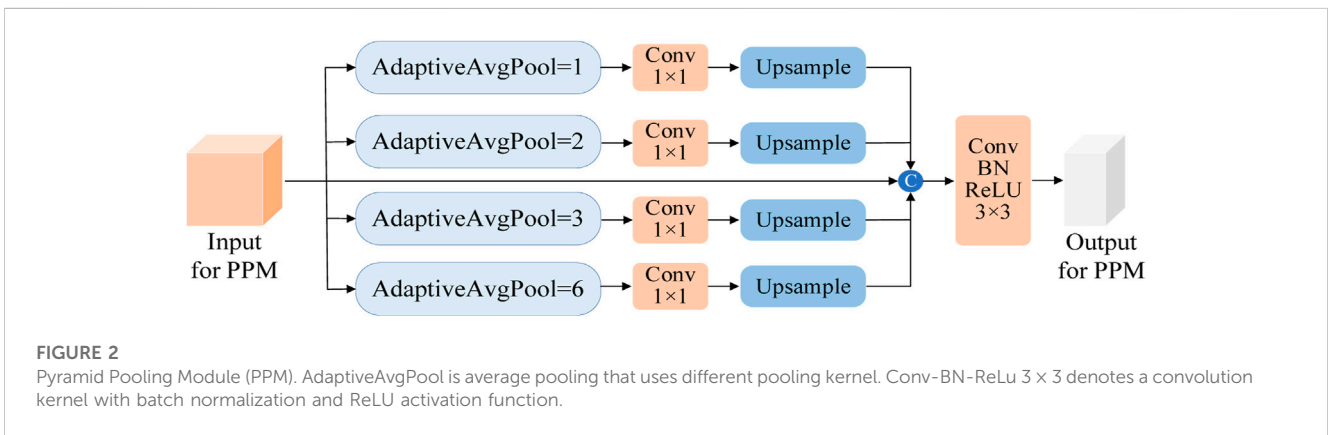 AdaptiveAvgPool=1
Conv
1×1
Upsample
AdaptiveAvgPool=2
Conv
1×1
Upsample
Input
for PPM
C
Conv
BN
ReLU
3×3
Output
for PPM
AdaptiveAvgPool=3
Conv
1×1
Upsample
AdaptiveAvgPool=6
Conv
1×1
Upsample
FIGURE 2
Pyramid Pooling Module (PPM). AdaptiveAvgPool is average pooling that uses different pooling kernel. Conv-BN-ReLu 3 × 3 denotes a convolution
kernel with batch normalization and ReLU activation function.